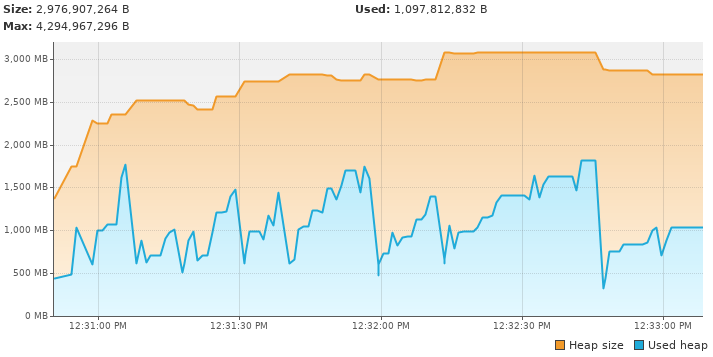 Size: 2,976,907,264 B Used: 1,097,812,832 B
Max: 4,294,967,296 B
3,000 MB
2,500 MB
2,000 MB
1,500 MB
1,000 MB
500 MB
0 MB
12:31:00 PM 12:31:30 PM 12:32:00 PM 12:32:30 PM 12:33:00 PM
Heap size Used heap